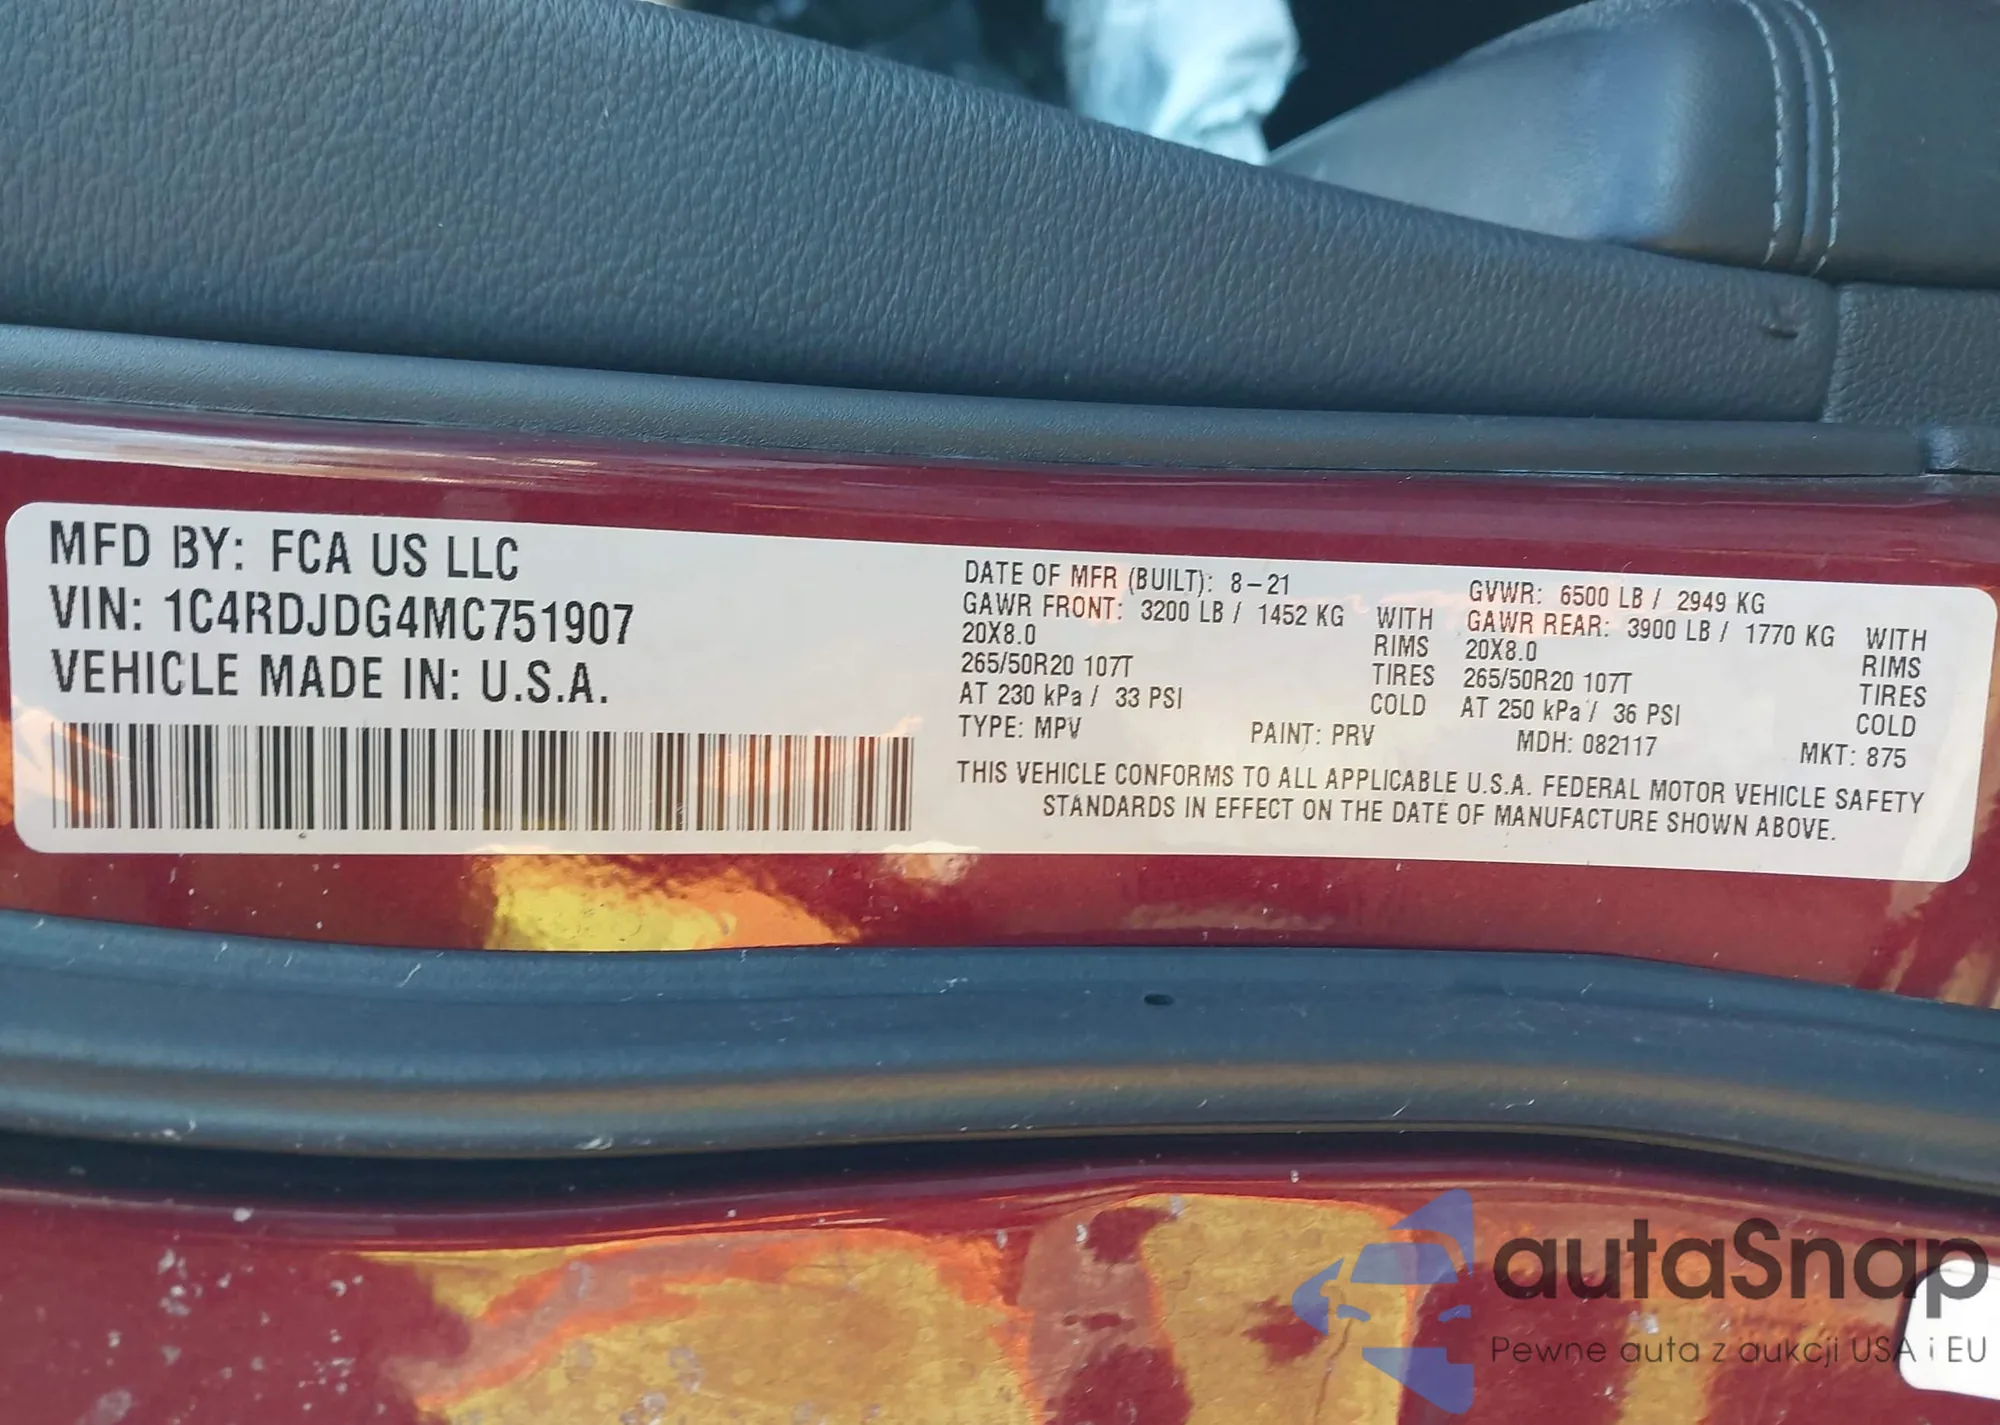 MFD BY: FCA US LLC
VIN: 1C4RDJDG4MC751907
VEHICLE MADE IN: U.S.A.
DATE OF MFR (BUILT): 8-21
GAWR FRONT: 3200 LB / 1452 KG WITH
20X8.0 RIMS
265/50R20 107T TIRES
AT 230 kPa / 33 PSI COLD
TYPE: MPV PAINT: PRV
GVWR: 6500 LB / 2949 KG
GAWR REAR: 3900 LB / 1770 KG WITH
20X8.0 RIMS
265/50R20 107T TIRES
AT 250 kPa / 36 PSI COLD
MDH: 082117 MKT: 875
THIS VEHICLE CONFORMS TO ALL APPLICABLE U.S.A. FEDERAL MOTOR VEHICLE SAFETY
STANDARDS IN EFFECT ON THE DATE OF MANUFACTURE SHOWN ABOVE.
autaSnap
Pewne auta z aukcji USA i EU